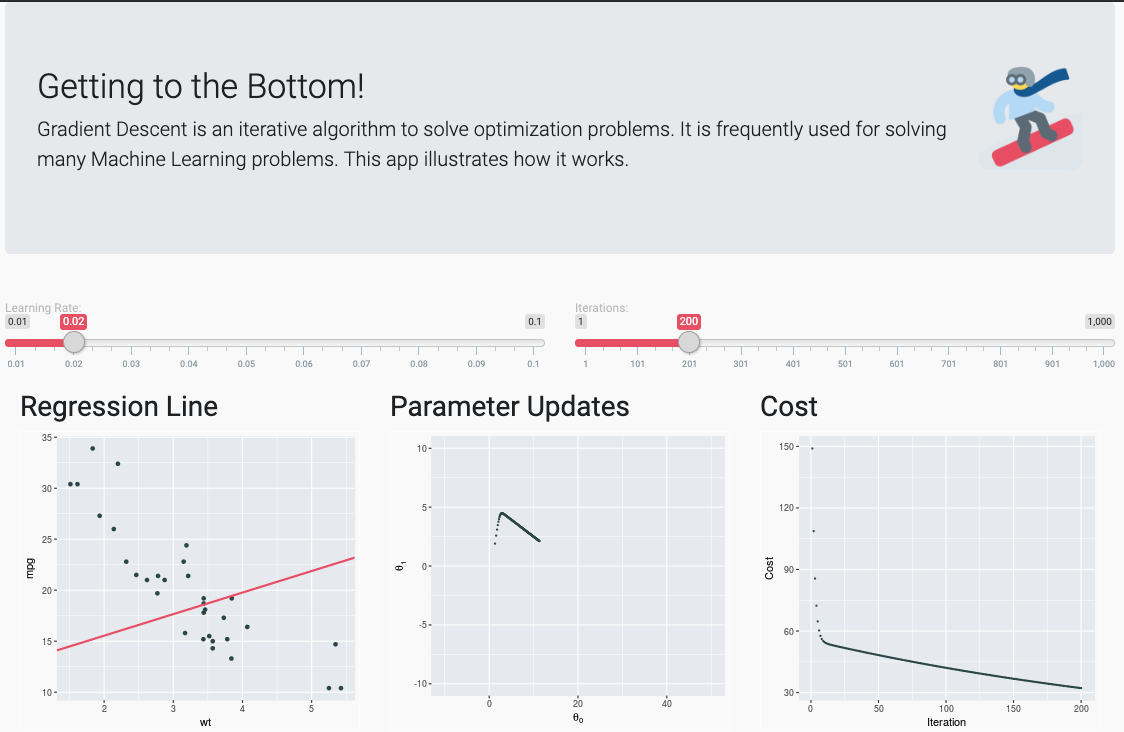 Getting to the Bottom!
Gradient Descent is an iterative algorithm to solve optimization problems. It is frequently used for solving
many Machine Learning problems. This app illustrates how it works.
Learning Rate:
0.01 0.02 0.1
0.01 0.02 0.03 0.04 0.05 0.06 0.07 0.08 0.09 0.1
Iterations:
1 200 1,000
1 101 201 301 401 501 601 701 801 901 1,000
Regression Line
35
30
25
20
15
10
mpg
2 3 4 5
wt
Parameter Updates
10
5
0
-5
-10
θ₁
0 20 40
θ₀
Cost
150
120
90
60
30
Cost
0 50 100 150 200
Iteration